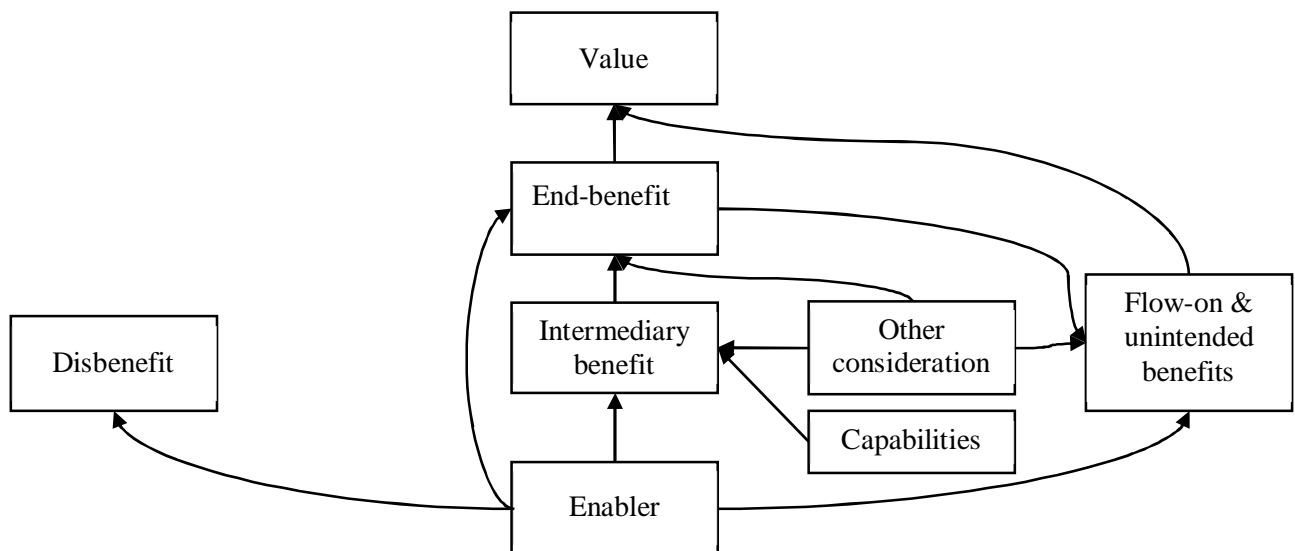 Value
End-benefit
Intermediary
benefit
Other
consideration
Flow-on &
unintended
benefits
Disbenefit
Capabilities
Enabler